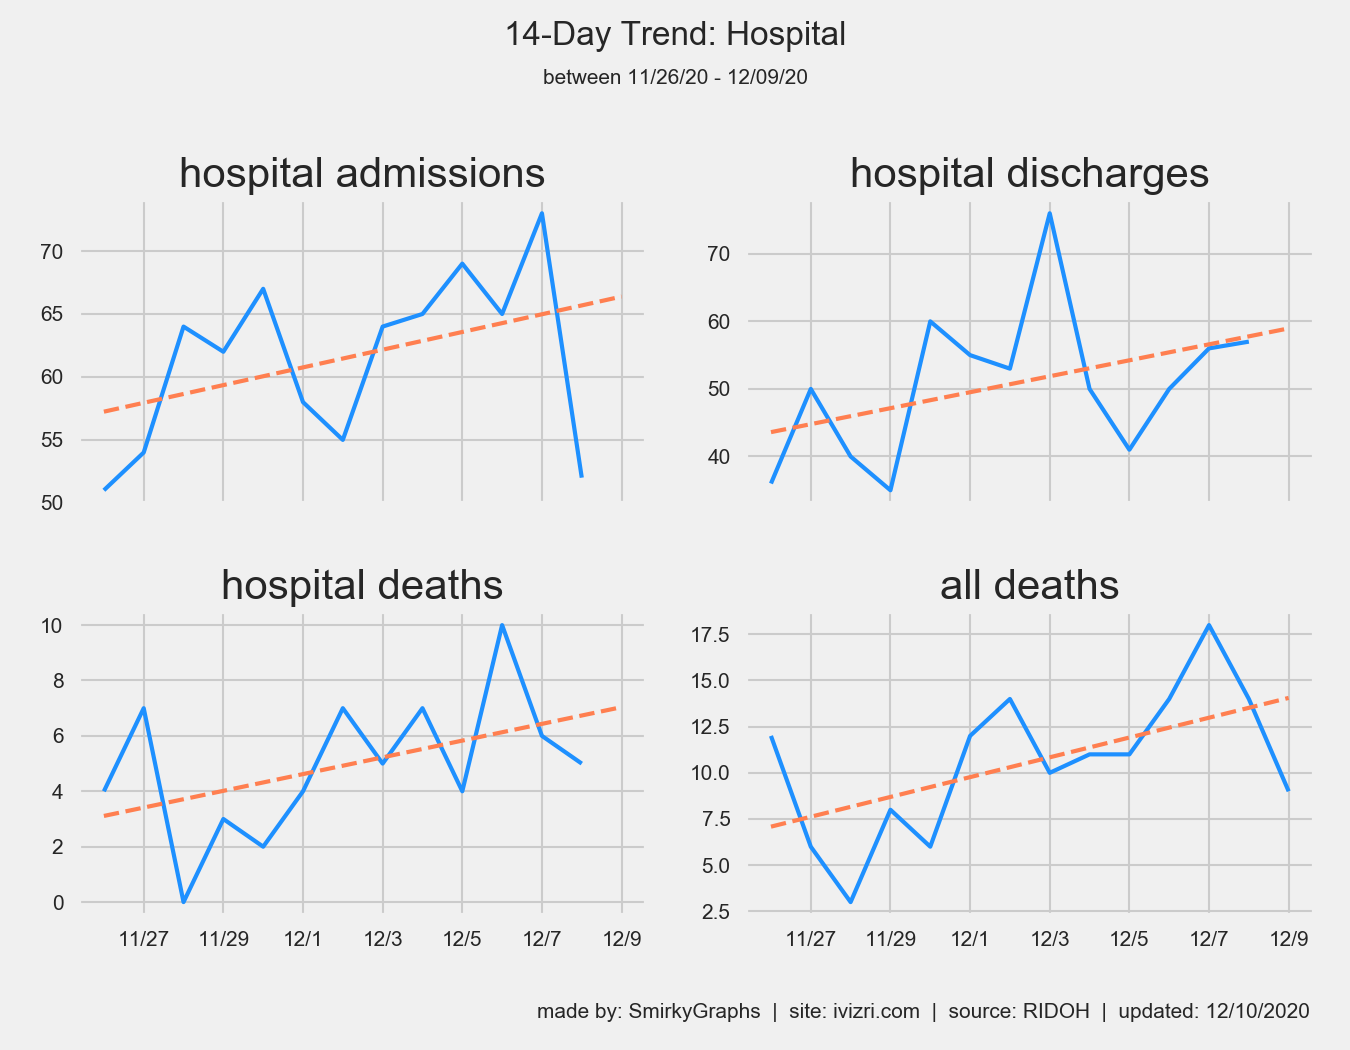 14-Day Trend: Hospital
between 11/26/20 - 12/09/20
hospital admissions
70
65
60
55
50
hospital discharges
70
60
50
40
hospital deaths
10
8
6
4
2
0
11/27 11/29 12/1 12/3 12/5 12/7 12/9
all deaths
17.5
15.0
12.5
10.0
7.5
5.0
2.5
11/27 11/29 12/1 12/3 12/5 12/7 12/9
made by: SmirkyGraphs | site: ivizri.com | source: RIDOH | updated: 12/10/2020